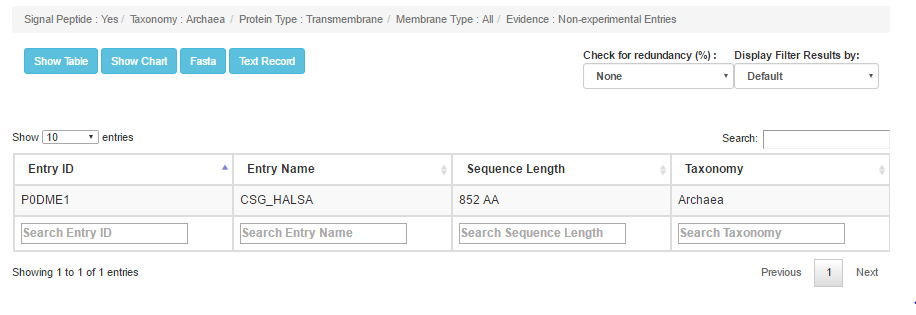 Signal Peptide : Yes / Taxonomy : Archaea / Protein Type : Transmembrane / Membrane Type : All / Evidence : Non-experimental Entries
Show Table Show Chart Fasta Text Record
Check for redundancy (%) : Display Filter Results by:
None Default
Show 10 entries Search:
Entry ID Entry Name Sequence Length Taxonomy
P0DME1 CSG_HALSA 852 AA Archaea
Search Entry ID Search Entry Name Search Sequence Length Search Taxonomy
Showing 1 to 1 of 1 entries Previous 1 Next